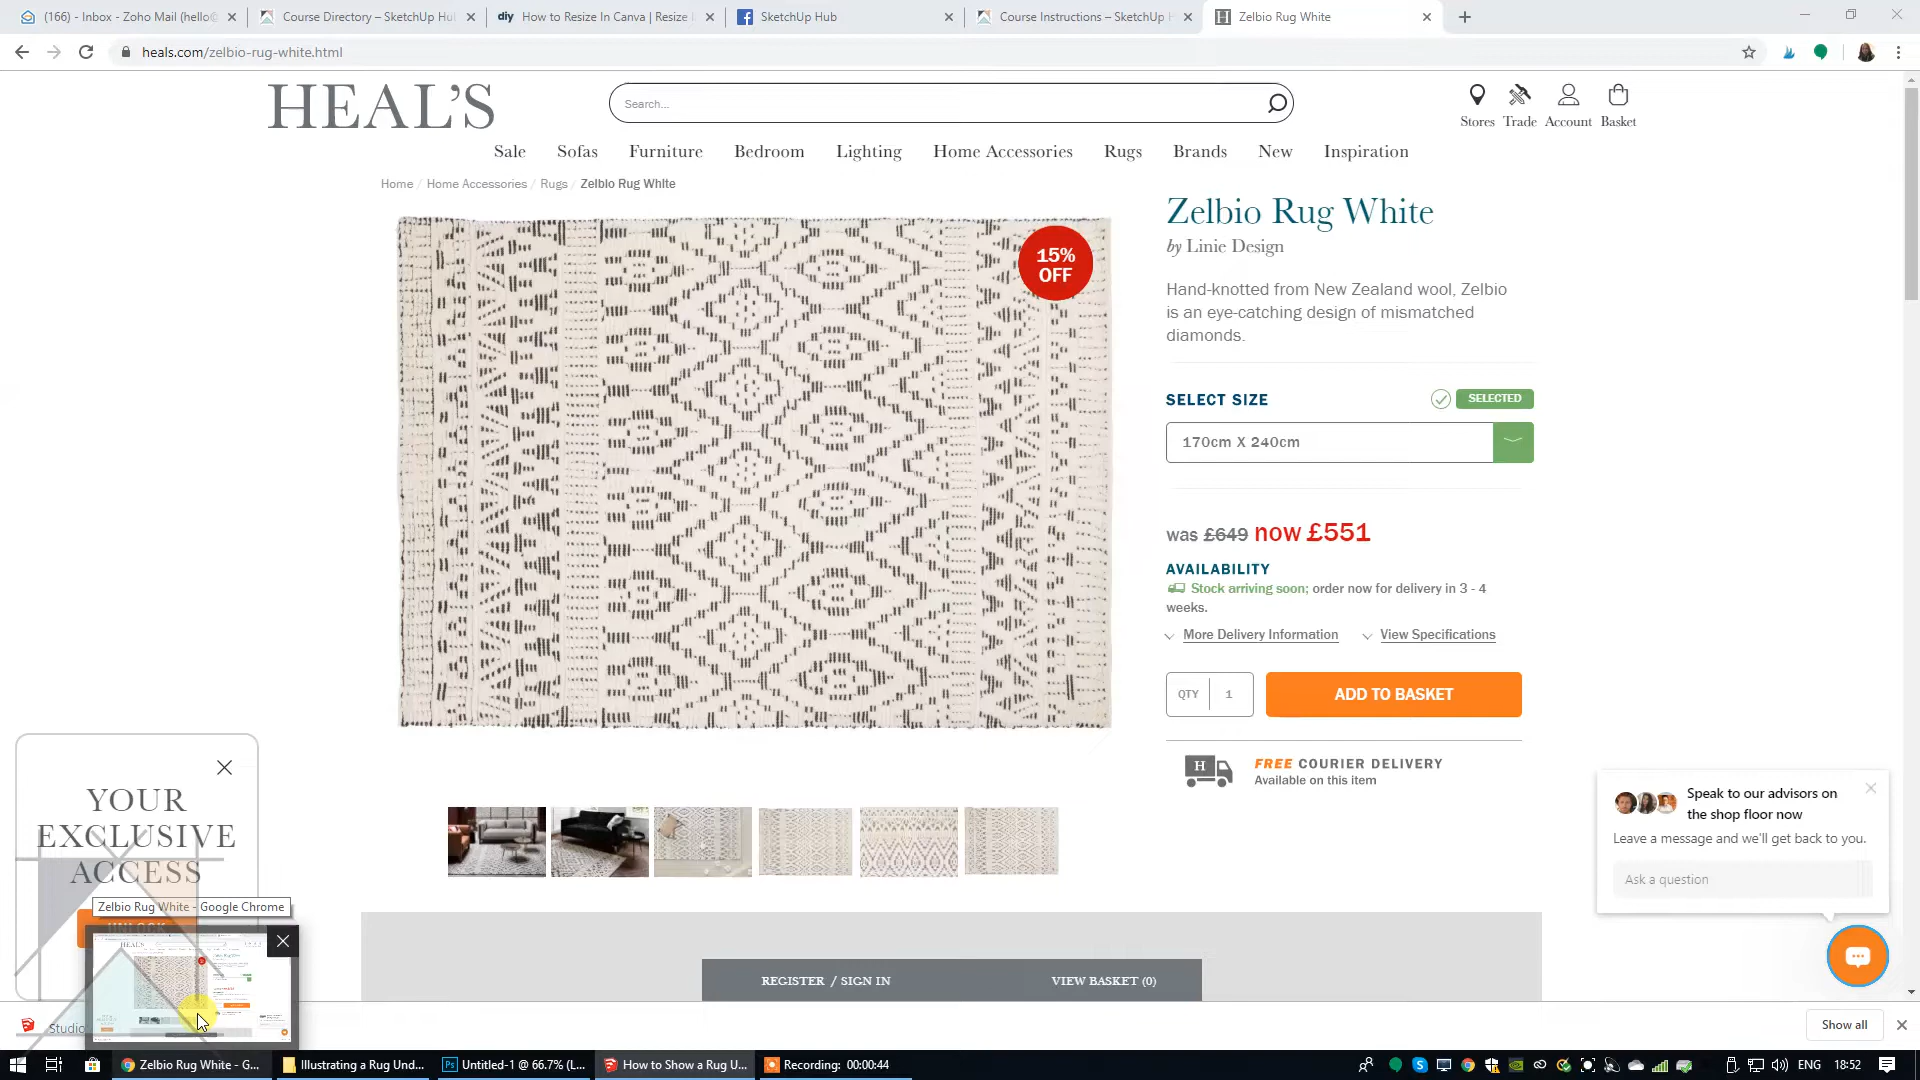 (166) - Inbox - Zoho Mail (hello@
Course Directory – SketchUp Hu
diy How to Resize In Canva | Resize I
SketchUp Hub
Course Instructions – SketchUp H
Zelbio Rug White
heals.com/zelbio-rug-white.html
HEAL'S
Search...
Stores Trade Account Basket
Sale Sofas Furniture Bedroom Lighting Home Accessories Rugs Brands New Inspiration
Home / Home Accessories / Rugs / Zelbio Rug White
15%
OFF
Zelbio Rug White
by Linie Design
Hand-knotted from New Zealand wool, Zelbio
is an eye-catching design of mismatched
diamonds.
SELECT SIZE
SELECTED
170cm X 240cm
was £649 now £551
AVAILABILITY
Stock arriving soon; order now for delivery in 3 - 4
weeks.
More Delivery Information
View Specifications
QTY 1
ADD TO BASKET
H
FREE COURIER DELIVERY
Available on this item
YOUR
EXCLUSIVE
ACCESS
UNLOCK
Zelbio Rug White - Google Chrome
HEAL'S
Speak to our advisors on
the shop floor now
Leave a message and we'll get back to you.
Ask a question
REGISTER / SIGN IN
VIEW BASKET (0)
Studio
Show all
Zelbio Rug White - G...
Illustrating a Rug Und...
Ps Untitled-1 @ 66.7% (L...
How to Show a Rug U...
Recording: 00:00:44
ENG
18:52